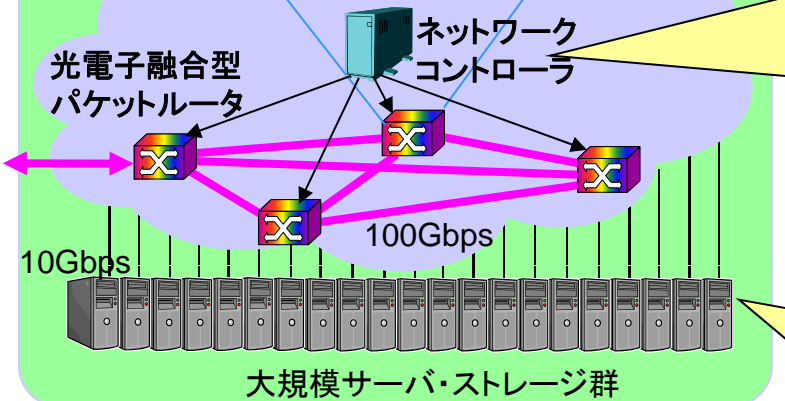 ネットワーク
コントローラ
光電子融合型
パケットルータ
100Gbps
10Gbps
大規模サーバ・ストレージ群